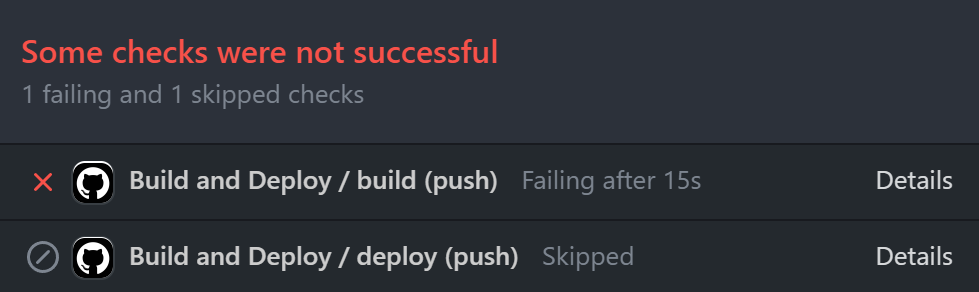 Some checks were not successful
1 failing and 1 skipped checks
Build and Deploy / build (push) Failing after 15s Details
Build and Deploy / deploy (push) Skipped Details